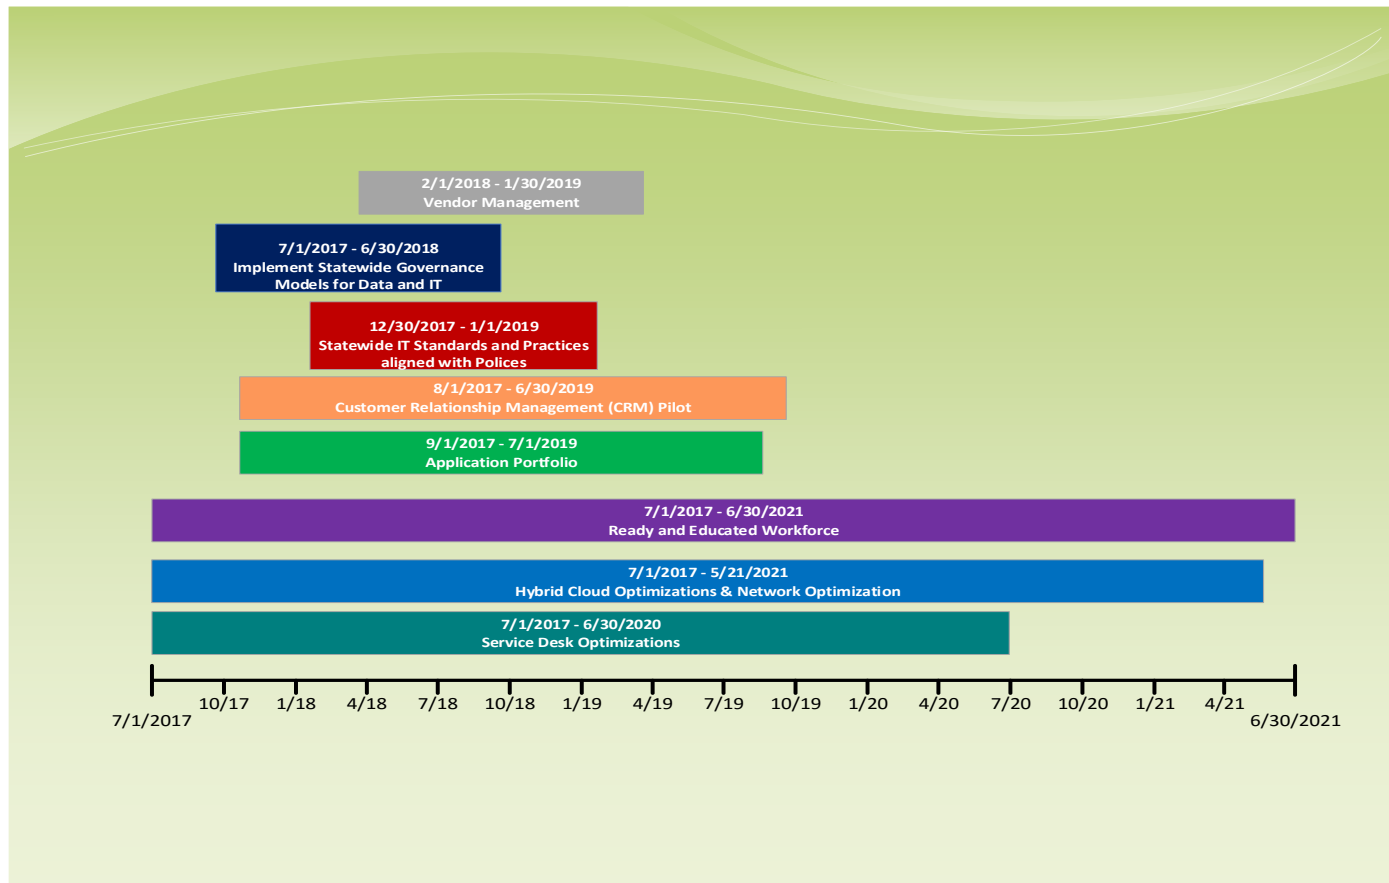 2/1/2018 - 1/30/2019
Vendor Management
7/1/2017 - 6/30/2018
Implement Statewide Governance
Models for Data and IT
12/30/2017 - 1/1/2019
Statewide IT Standards and Practices
aligned with Polices
8/1/2017 - 6/30/2019
Customer Relationship Management (CRM) Pilot
9/1/2017 - 7/1/2019
Application Portfolio
7/1/2017 - 6/30/2021
Ready and Educated Workforce
7/1/2017 - 5/21/2021
Hybrid Cloud Optimizations & Network Optimization
7/1/2017 - 6/30/2020
Service Desk Optimizations
10/17 1/18 4/18 7/18 10/18 1/19 4/19 7/19 10/19 1/20 4/20 7/20 10/20 1/21 4/21
7/1/2017 6/30/2021